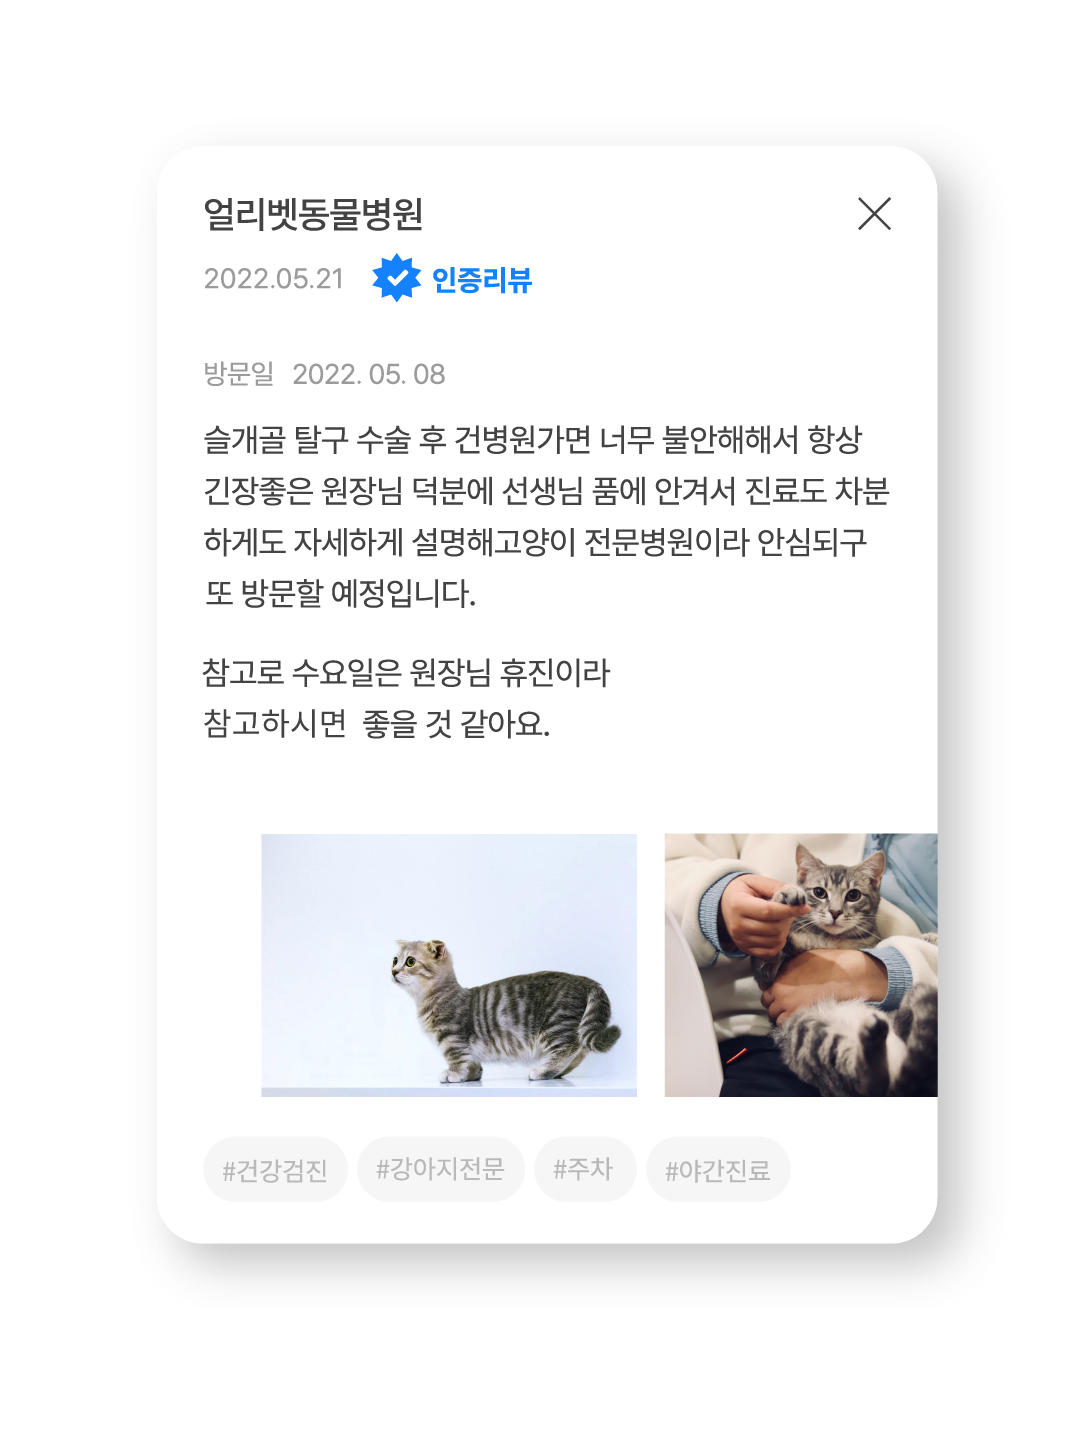 얼리벳동물병원
2022.05.21 인증리뷰
방문일 2022. 05. 08
슬개골 탈구 수술 후 건병원가면 너무 불안해해서 항상
긴장좋은 원장님 덕분에 선생님 품에 안겨서 진료도 차분
하게도 자세하게 설명해고양이 전문병원이라 안심되구
또 방문할 예정입니다.
참고로 수요일은 원장님 휴진이라
참고하시면 좋을 것 같아요.
#건강검진 #강아지전문 #주차 #야간진료